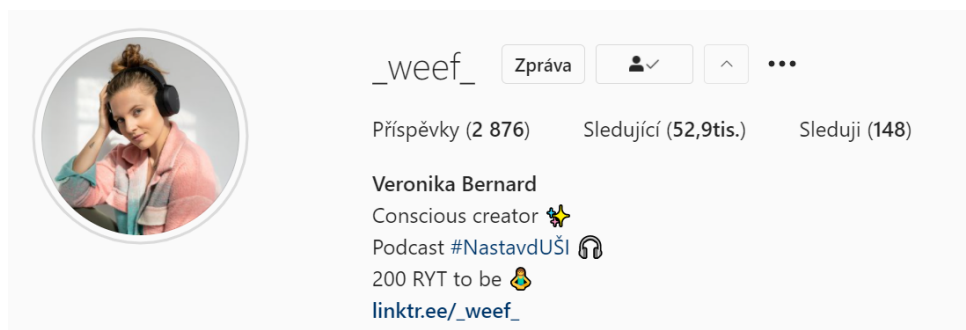 _weef_ Zpráva
Příspěvky (2 876) Sledující (52,9tis.) Sleduji (148)
Veronika Bernard
Conscious creator ✨
Podcast #NastavdUŠI 🎧
200 RYT to be 🧘‍♀️
linktr.ee/_weef_